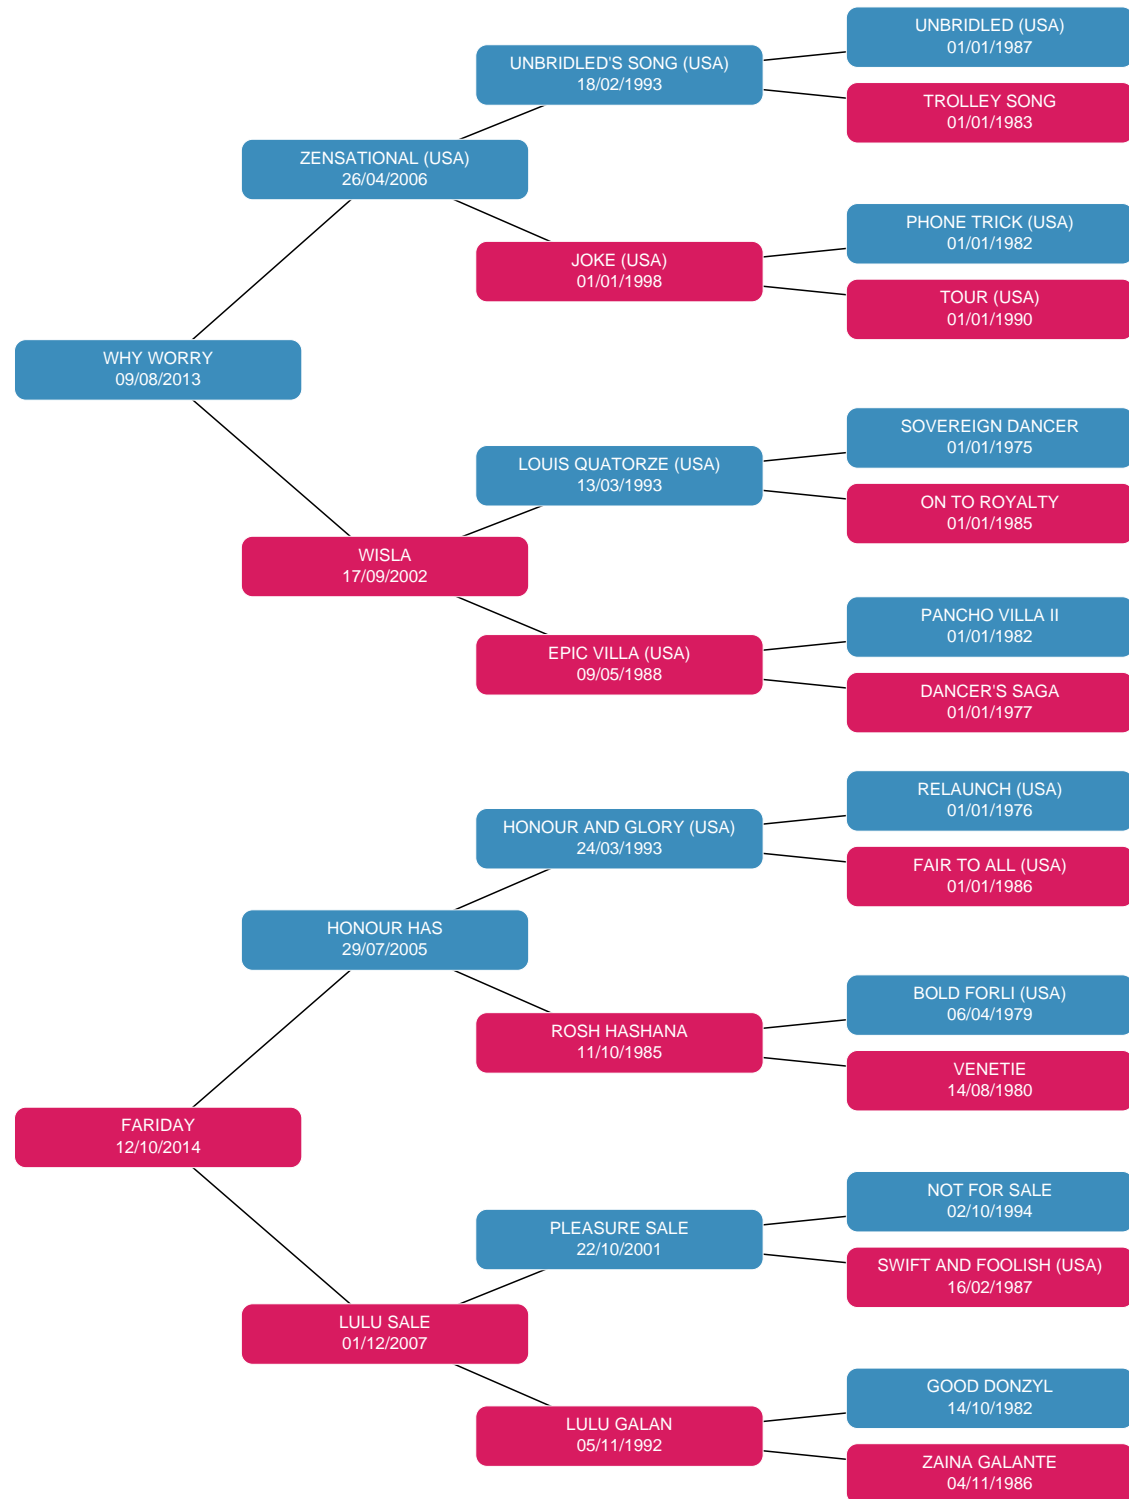 UNBRIDLED (USA)
01/01/1987
UNBRIDLED'S SONG (USA)
18/02/1993
TROLLEY SONG
01/01/1983
ZENSATIONAL (USA)
26/04/2006
PHONE TRICK (USA)
01/01/1982
JOKE (USA)
01/01/1998
TOUR (USA)
01/01/1990
WHY WORRY
09/08/2013
SOVEREIGN DANCER
01/01/1975
LOUIS QUATORZE (USA)
13/03/1993
ON TO ROYALTY
01/01/1985
WISLA
17/09/2002
PANCHO VILLA II
01/01/1982
EPIC VILLA (USA)
09/05/1988
DANCER'S SAGA
01/01/1977
RELAUNCH (USA)
01/01/1976
HONOUR AND GLORY (USA)
24/03/1993
FAIR TO ALL (USA)
01/01/1986
HONOUR HAS
29/07/2005
BOLD FORLI (USA)
06/04/1979
ROSH HASHANA
11/10/1985
VENETIE
14/08/1980
FARIDAY
12/10/2014
NOT FOR SALE
02/10/1994
PLEASURE SALE
22/10/2001
SWIFT AND FOOLISH (USA)
16/02/1987
LULU SALE
01/12/2007
GOOD DONZYL
14/10/1982
LULU GALAN
05/11/1992
ZAINA GALANTE
04/11/1986